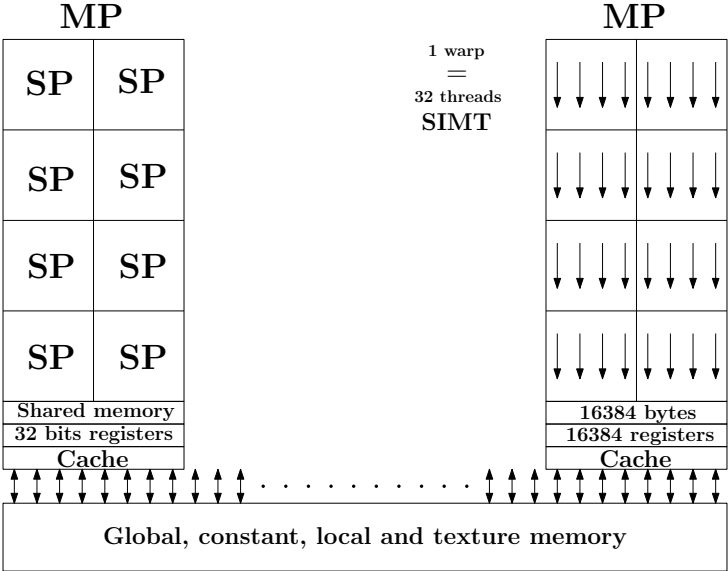 MP
MP
1 warp
=
32 threads
SIMT
SP SP
SP SP
SP SP
SP SP
Shared memory
32 bits registers
Cache
16384 bytes
16384 registers
Cache
. . . . . . . . . .
Global, constant, local and texture memory